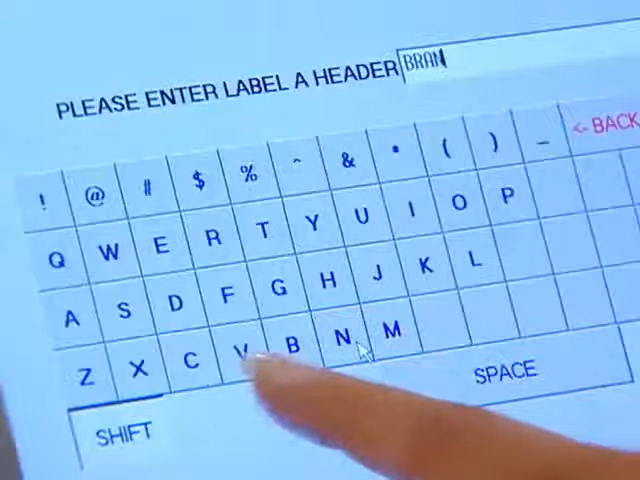 PLEASE ENTER LABEL A HEADER BRAN
! @ # $ % ^ & * ( ) _ <- BACK
Q W E R T Y U I O P
A S D F G H J K L
Z X C V B N M
SHIFT SPACE